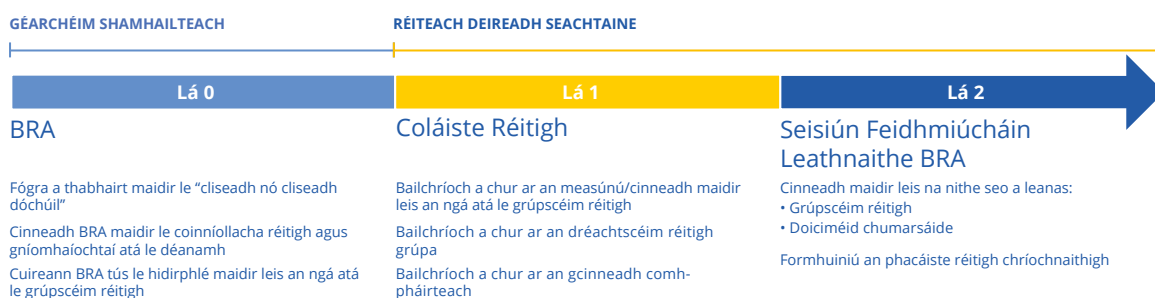 GÉARCHÉIM SHAMHAILTEACH
RÉITEACH DEIREADH SEACHTAINE
Lá 0
Lá 1
Lá 2
BRA
Fógra a thabhairt maidir le “cliseadh nó cliseadh
dóchúil”
Cinneadh BRA maidir le coinníollacha réitigh agus
gníomhaíochtaí atá le déanamh
Cuireann BRA tús le hidirphlé maidir leis an ngá atá
le grúpscéim réitigh
Coláiste Réitigh
Bailchríoch a chur ar an measúnú/cinneadh maidir
leis an ngá atá le grúpscéim réitigh
Bailchríoch a chur ar an dréachtscéim réitigh
grúpa
Bailchríoch a chur ar an gcinneadh comh-
pháirteach
Seisiún Feidhmiúcháin
Leathnaithe BRA
Cinneadh maidir leis na nithe seo a leanas:
• Grúpscéim réitigh
• Doiciméid chumarsáide
Formhuiniú an phacáiste réitigh chríochnaithigh